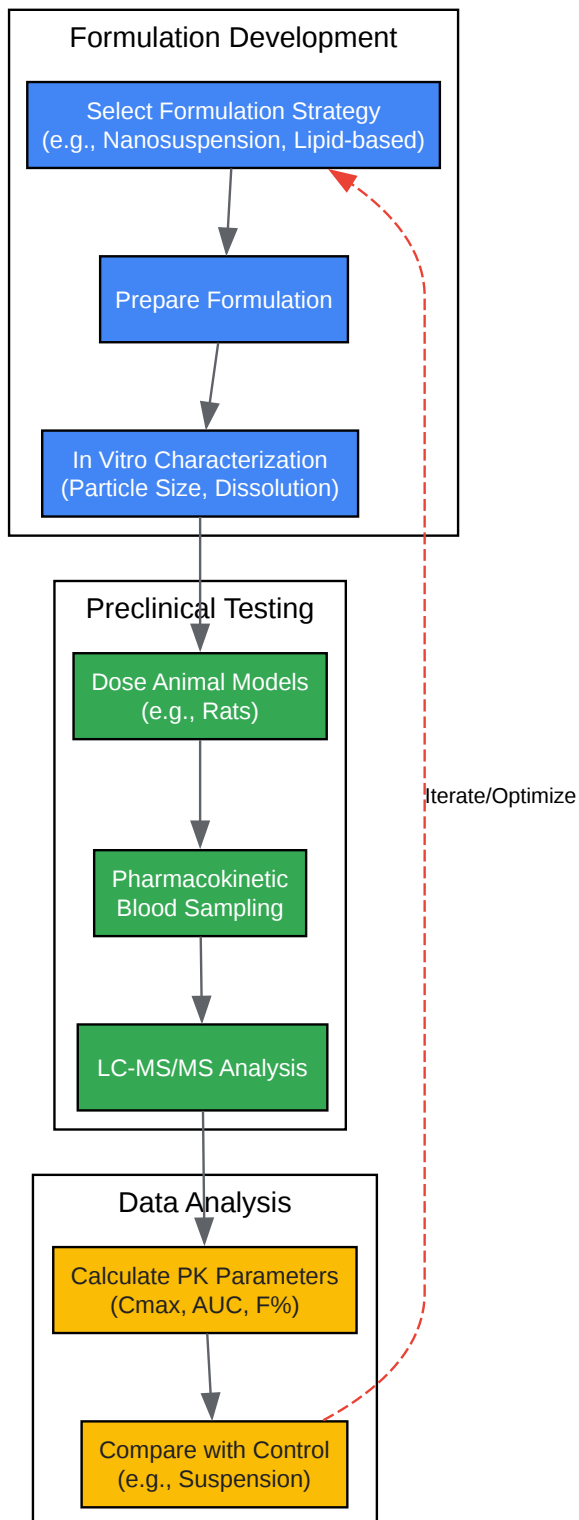 Formulation Development
Select Formulation Strategy
(e.g., Nanosuspension, Lipid-based)
Prepare Formulation
In Vitro Characterization
(Particle Size, Dissolution)
Preclinical Testing
Dose Animal Models
(e.g., Rats)
Iterate/Optimize
Pharmacokinetic
Blood Sampling
LC-MS/MS Analysis
Data Analysis
Calculate PK Parameters
(Cmax, AUC, F%)
Compare with Control
(e.g., Suspension)